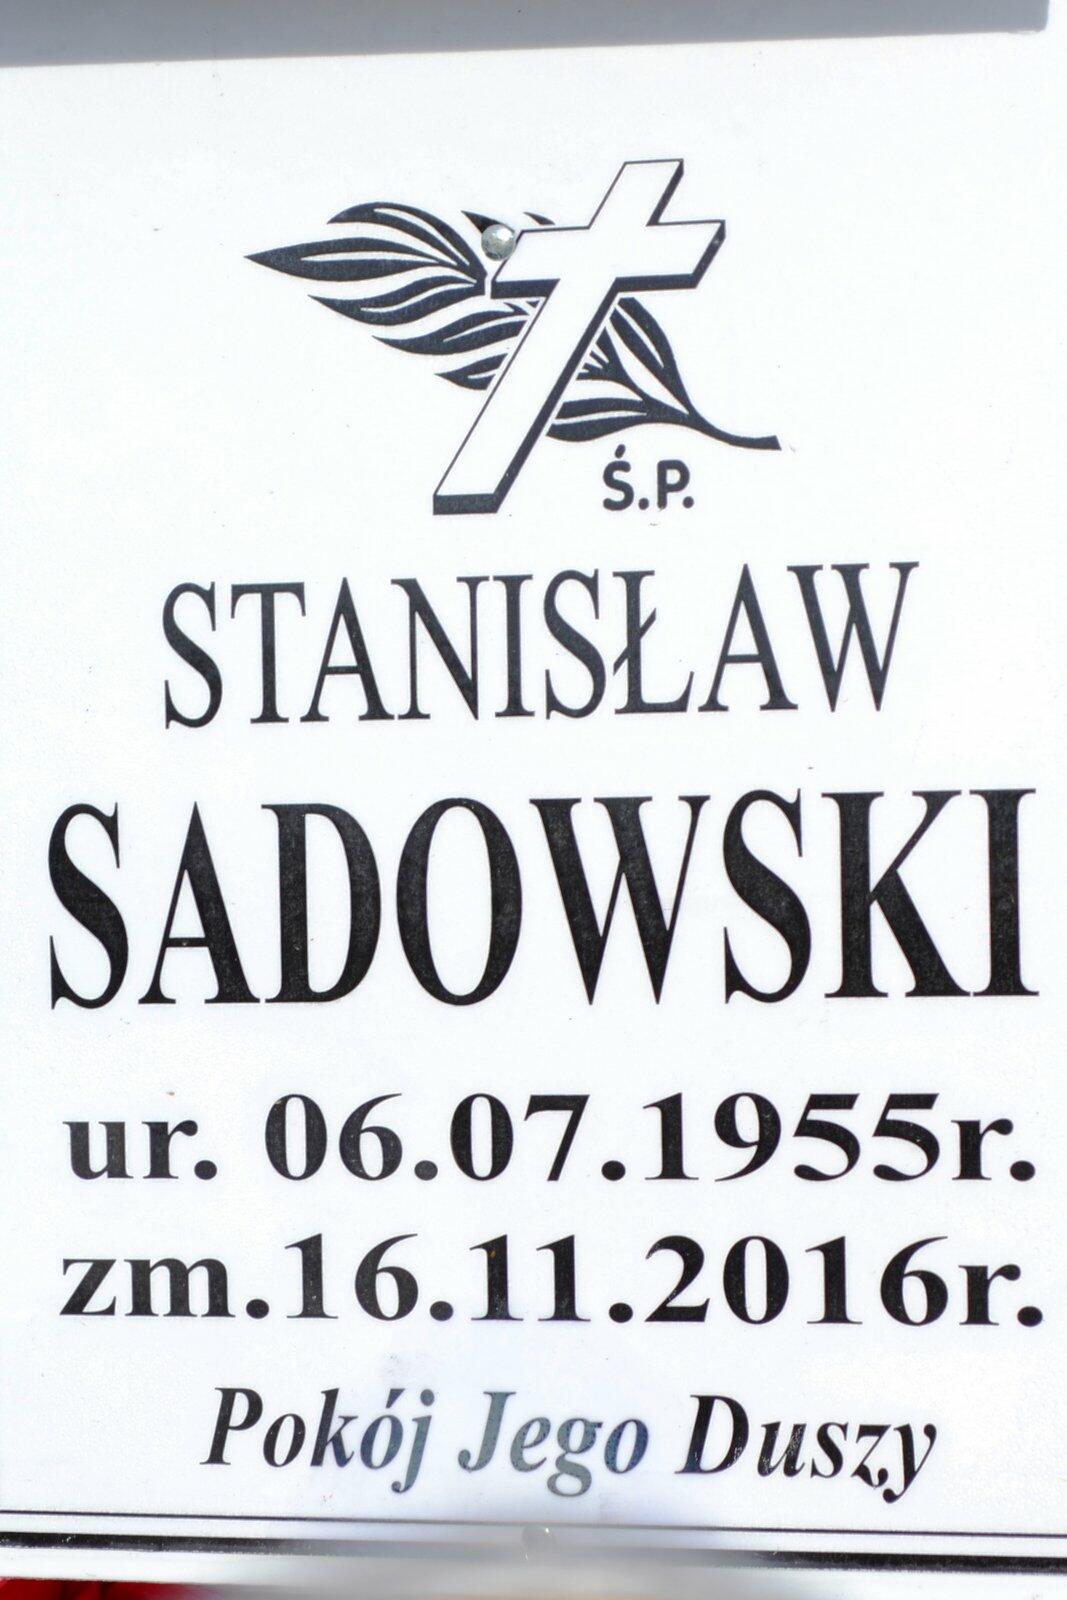 Ś.P.
STANISŁAW
SADOWSKI
ur. 06.07.1955r.
zm.16.11.2016r.
Pokój Jego Duszy